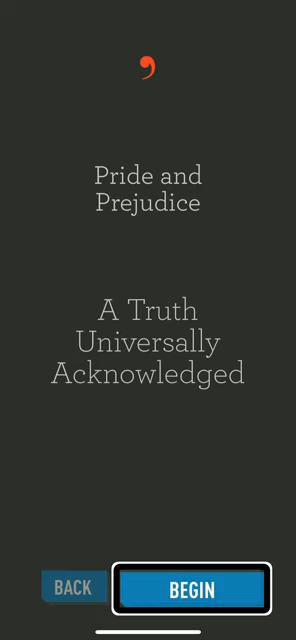 ,
Pride and
Prejudice
A Truth
Universally
Acknowledged
BACK
BEGIN